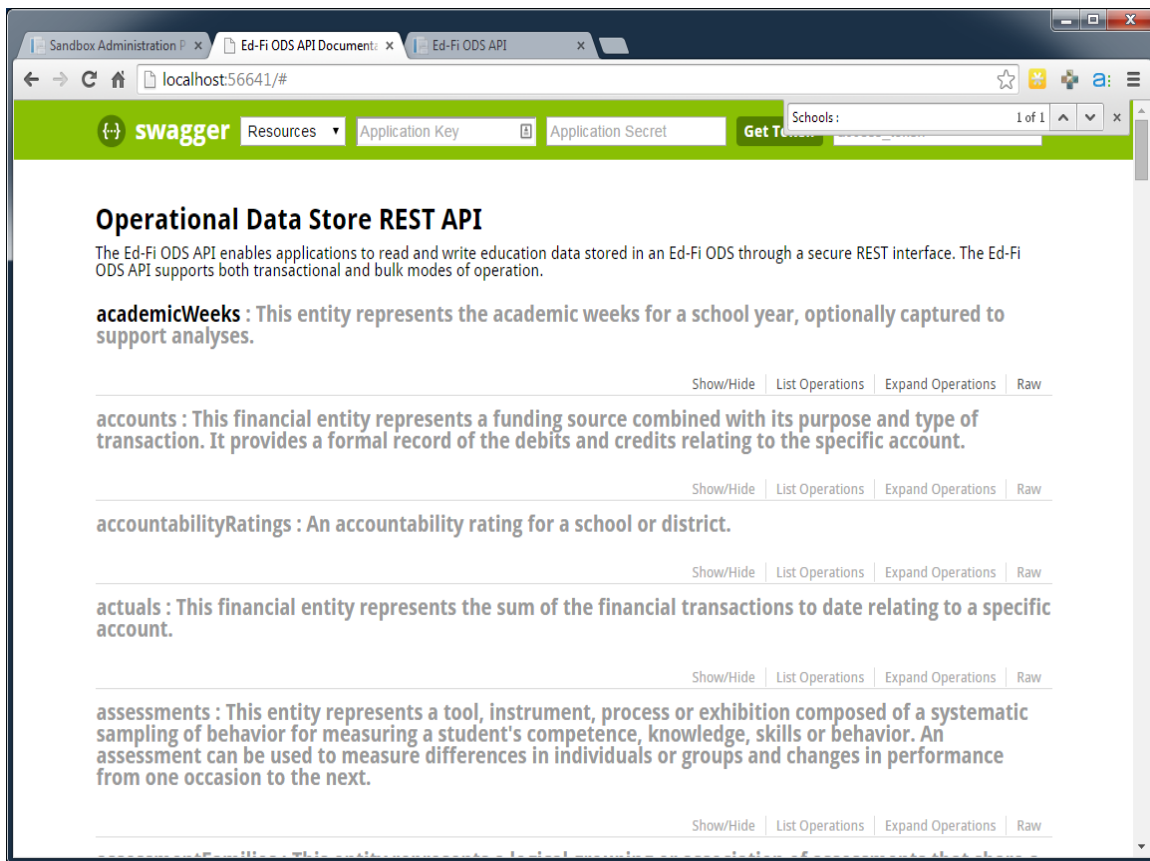 Sandbox Administration P
Ed-Fi ODS API Documenta
Ed-Fi ODS API
localhost:56641/#
a:
swagger
Resources
Application Key
Application Secret
Get
Schools:
1 of 1
Operational Data Store REST API
The Ed-Fi ODS API enables applications to read and write education data stored in an Ed-Fi ODS through a secure REST interface. The Ed-Fi
ODS API supports both transactional and bulk modes of operation.
academicWeeks : This entity represents the academic weeks for a school year, optionally captured to
support analyses.
Show/Hide List Operations Expand Operations Raw
accounts : This financial entity represents a funding source combined with its purpose and type of
transaction. It provides a formal record of the debits and credits relating to the specific account.
Show/Hide List Operations Expand Operations Raw
accountabilityRatings : An accountability rating for a school or district.
Show/Hide List Operations Expand Operations Raw
actuals : This financial entity represents the sum of the financial transactions to date relating to a specific
account.
Show/Hide List Operations Expand Operations Raw
assessments : This entity represents a tool, instrument, process or exhibition composed of a systematic
sampling of behavior for measuring a student's competence, knowledge, skills or behavior. An
assessment can be used to measure differences in individuals or groups and changes in performance
from one occasion to the next.
Show/Hide List Operations Expand Operations Raw